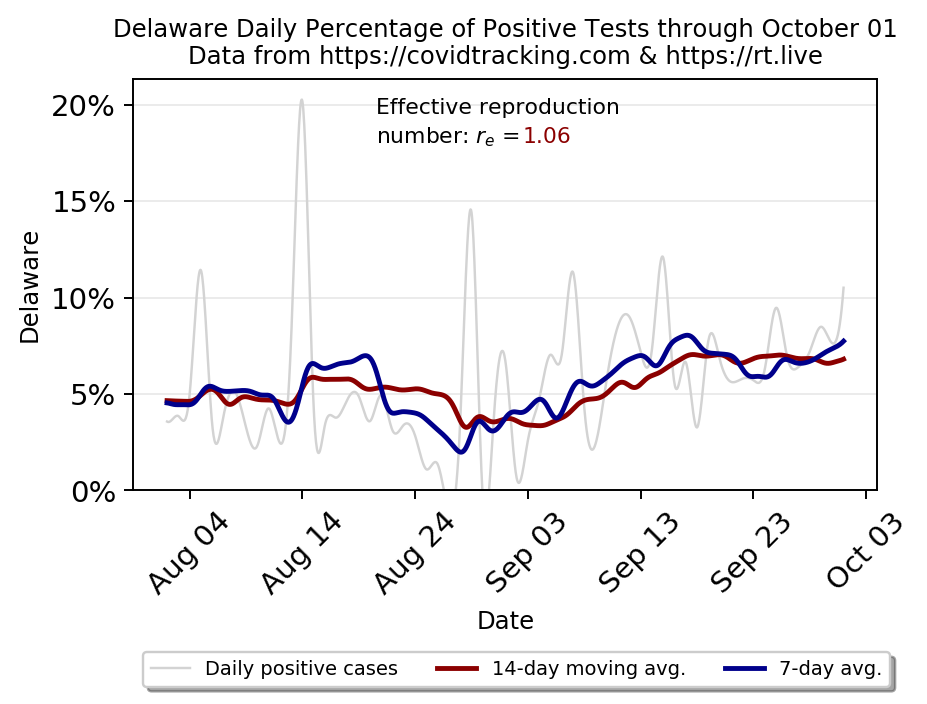 Delaware Daily Percentage of Positive Tests through October 01
Data from https://covidtracking.com & https://rt.live
Effective reproduction
number: rₑ =1.06
20%
15%
10%
5%
0%
Delaware
Aug 04
Aug 14
Aug 24
Sep 03
Sep 13
Sep 23
Oct 03
Date
Daily positive cases
14-day moving avg.
7-day avg.